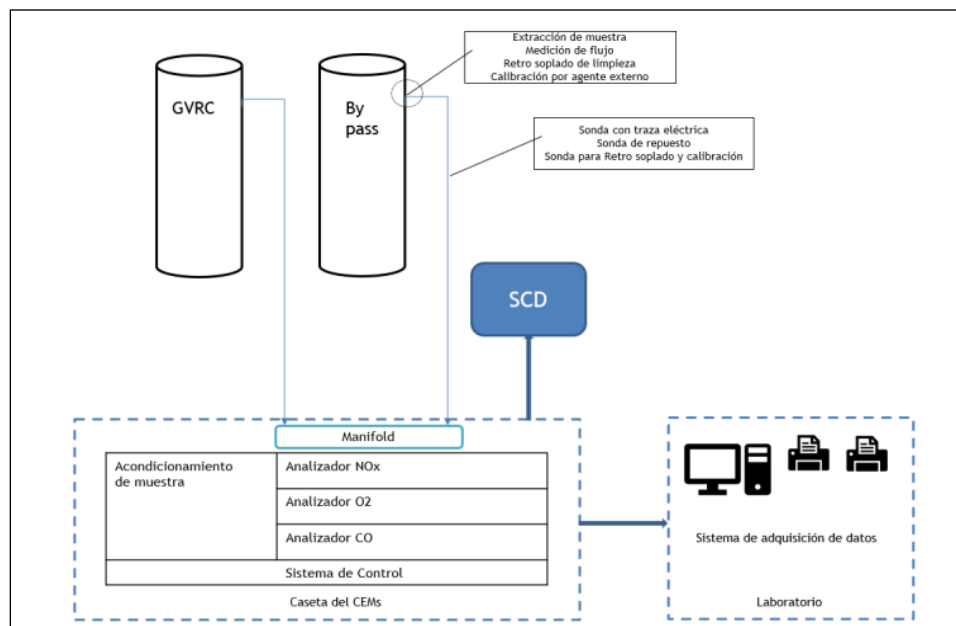 Extracción de muestra
Medición de flujo
Retro soplado de limpieza
Calibración por agente externo
GVRC
By
pass
Sonda con traza eléctrica
Sonda de repuesto
Sonda para Retro soplado y calibración
SCD
Manifold
Acondicionamiento
de muestra
Analizador NOx
Analizador O2
Analizador CO
Sistema de Control
Caseta del CEMs
Sistema de adquisición de datos
Laboratorio